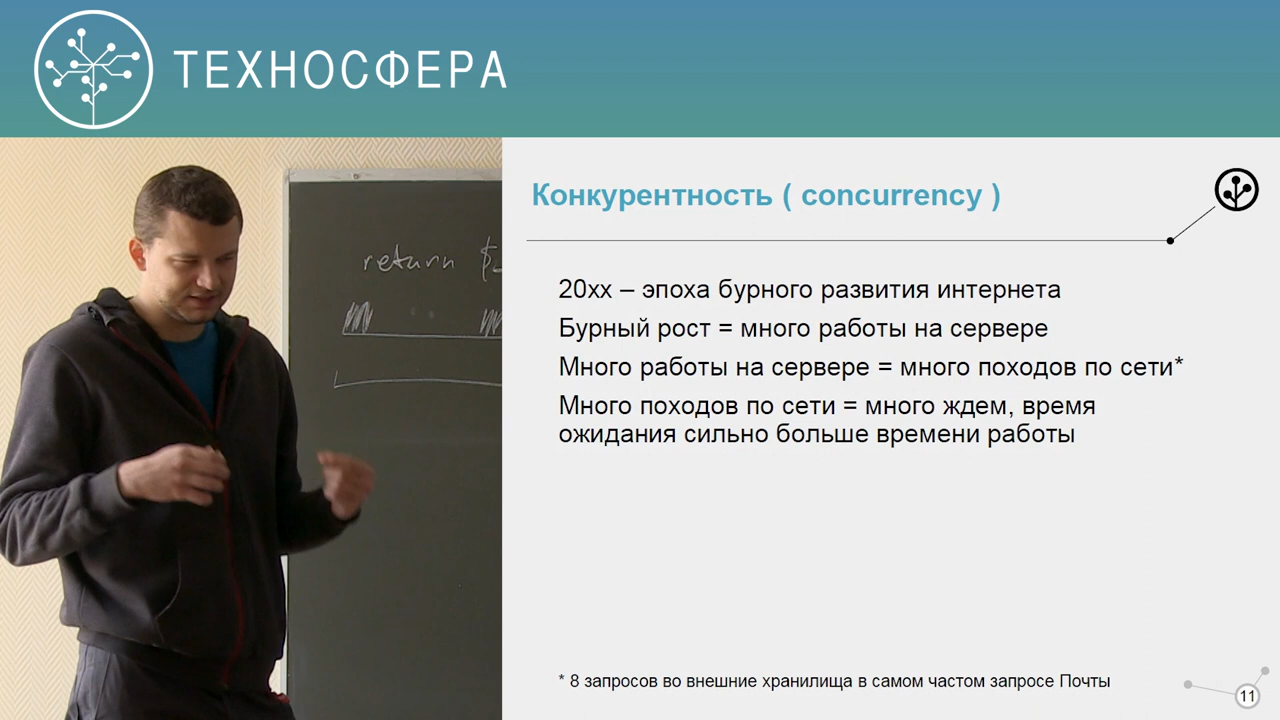 ТЕХНОСФЕРА
Конкурентность ( concurrency )
return
20xx – эпоха бурного развития интернета
Бурный рост = много работы на сервере
Много работы на сервере = много походов по сети*
Много походов по сети = много ждем, время
ожидания сильно больше времени работы
* 8 запросов во внешние хранилища в самом частом запросе Почты
11